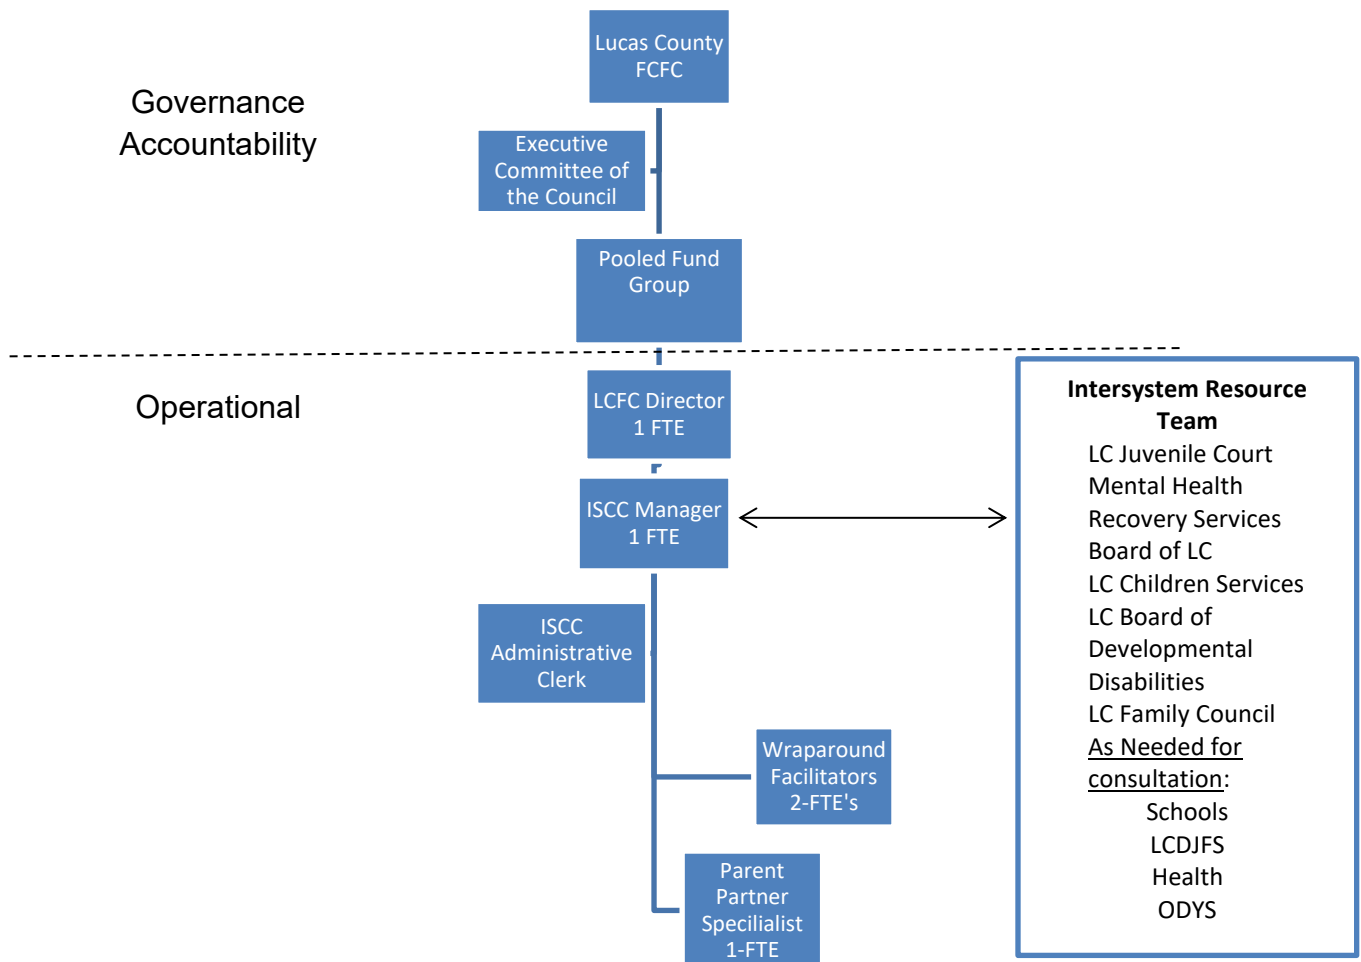 Lucas County
FCFC
Governance
Accountability
Executive
Committee of
the Council
Pooled Fund
Group
Operational
LCFC Director
1 FTE
ISCC Manager
1 FTE
ISCC
Administrative
Clerk
Wraparound
Facilitators
2-FTE's
Parent
Partner
Specilialist
1-FTE
Intersystem Resource
Team
LC Juvenile Court
Mental Health
Recovery Services
Board of LC
LC Children Services
LC Board of
Developmental
Disabilities
LC Family Council
As Needed for
consultation:
Schools
LCDJFS
Health
ODYS